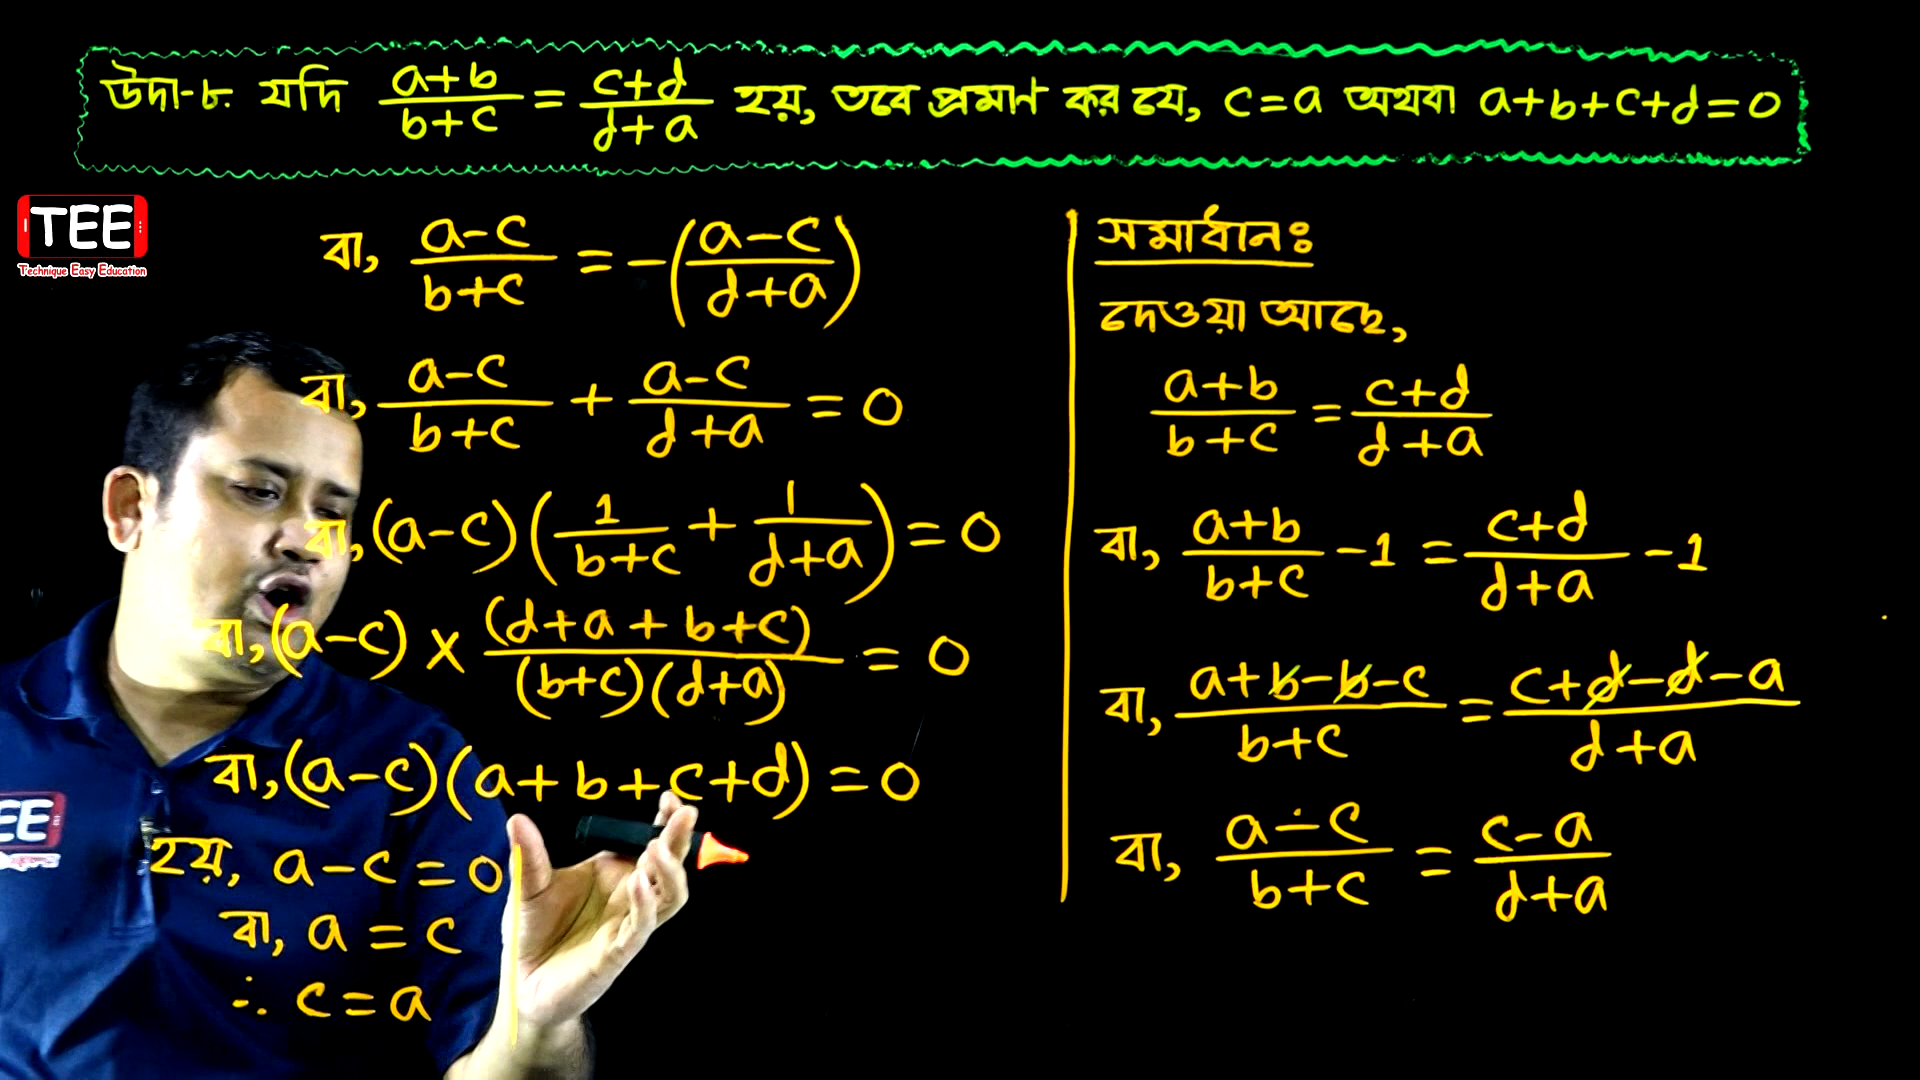 উদা-৮. যদি (a+b)/(b+c) = (c+d)/(d+a) হয়, তবে প্রমাণ কর যে, c=a অথবা a+b+c+d=0
TEE
Technique Easy Education
সমাধানঃ
দেওয়া আছে,
(a+b)/(b+c) = (c+d)/(d+a)
বা, (a+b)/(b+c) -1 = (c+d)/(d+a) -1
বা, (a+b-b-c)/(b+c) = (c+d-d-a)/(d+a)
বা, (a-c)/(b+c) = (c-a)/(d+a)
বা, (a-c)/(b+c) = -((a-c)/(d+a))
বা, (a-c)/(b+c) + (a-c)/(d+a) = 0
বা, (a-c)(1/(b+c) + 1/(d+a)) = 0
বা, (a-c) × (d+a+b+c)/((b+c)(d+a)) = 0
বা, (a-c)(a+b+c+d) = 0
হয়, a-c=0
বা, a=c
∴ c=a